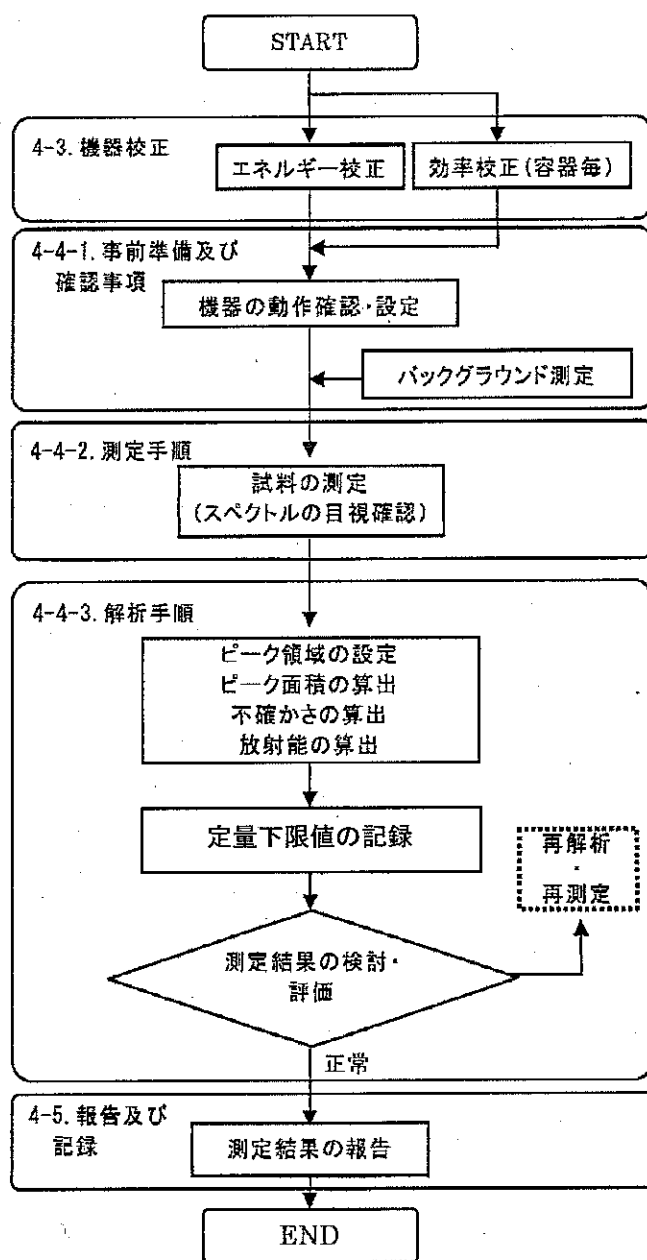 START
4-3. 機器校正
エネルギー校正
効率校正(容器毎)
4-4-1. 事前準備及び
確認事項
機器の動作確認・設定
バックグラウンド測定
4-4-2. 測定手順
試料の測定
(スペクトルの目視確認)
4-4-3. 解析手順
ピーク領域の設定
ピーク面積の算出
不確かさの算出
放射能の算出
定量下限値の記録
再解析
・
再測定
測定結果の検討・
評価
正常
4-5. 報告及び
記録
測定結果の報告
END